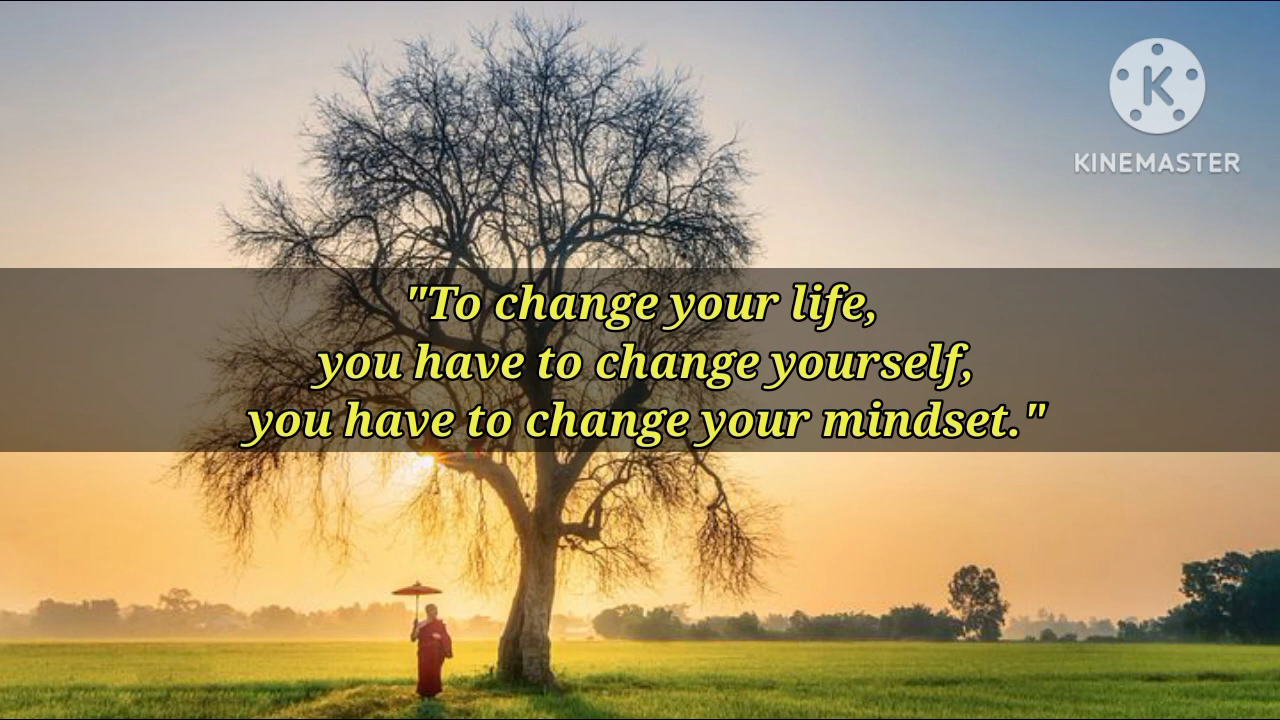 K
KINEMASTER
"To change your life,
you have to change yourself,
you have to change your mindset."